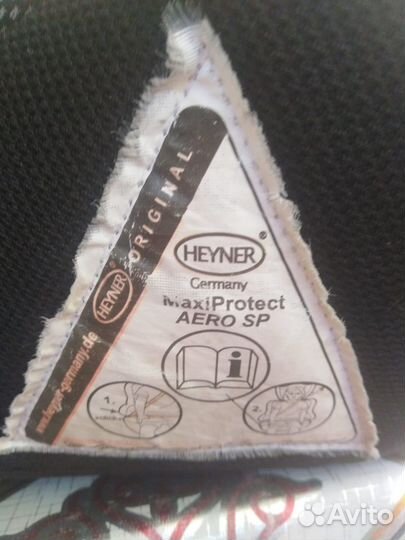 HEYNER®
Germany
MaxiProtect
AERO SP
i
1.
2.
HEYNER ORIGINAL
www.heyner-germany.de
Avito